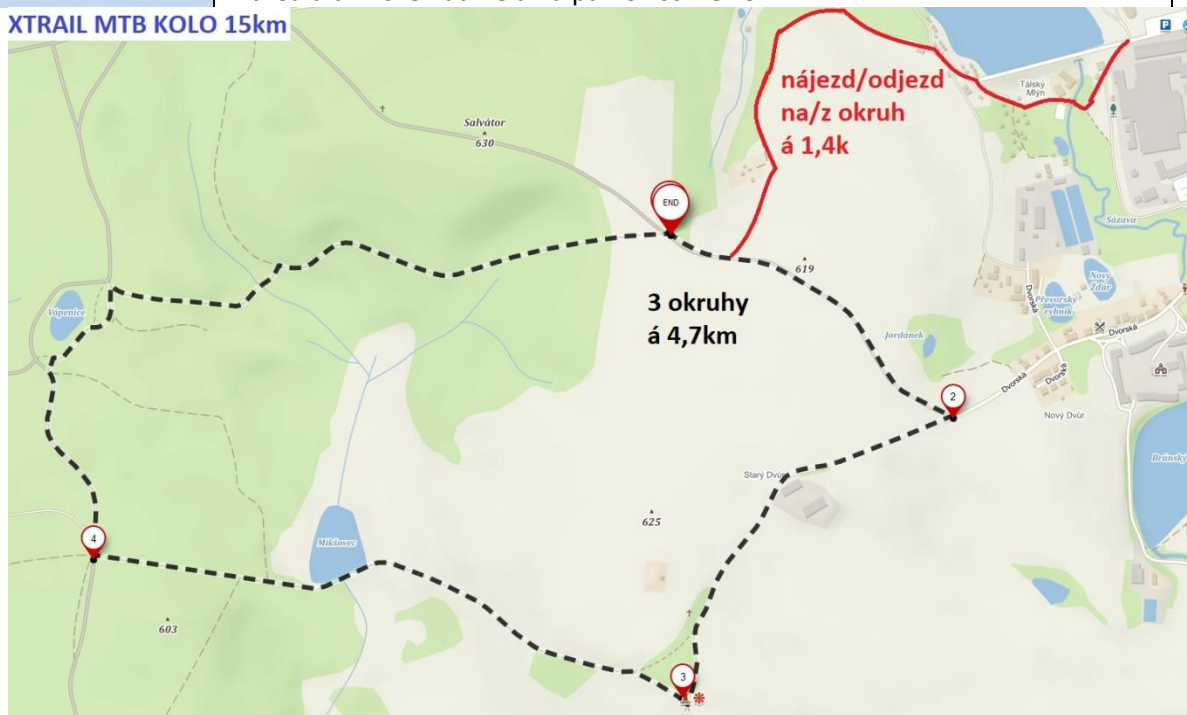 XTRAIL MTB KOLO 15km
nájezd/odjezd
na/z okruh
á 1,4k
P
Tálský
Mlýn
Salvátor
630
END
Sázava
619
3 okruhy
á 4,7km
Vápenice
Nový
Žďár
Dvorská
Převorský
rybník
Dvorská
Jordánek
Dvorská
Dvorská
2
Nový Dvůr
Bránský
Starý Dvůr
625
4
Mikšovec
603
3